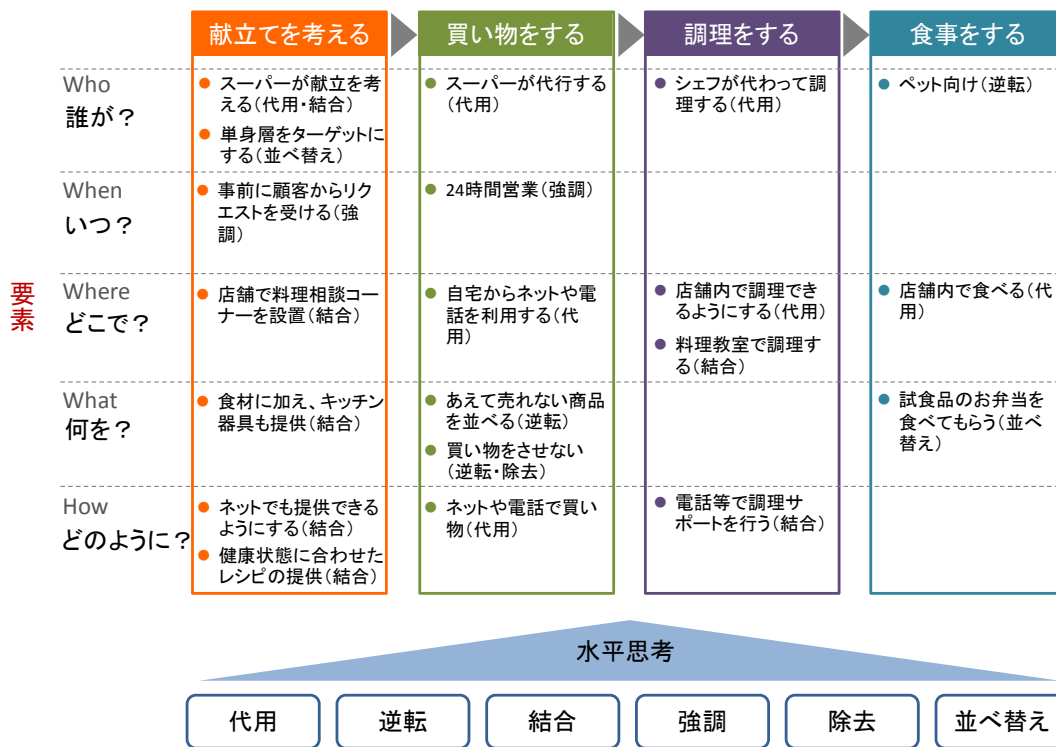 献立てを考える
買い物をする
調理をする
食事をする
要素
Who
誰が？
スーパーが献立を考
える(代用・結合)
単身層をターゲットに
する(並べ替え)
スーパーが代行する
(代用)
シェフが代わって調
理する(代用)
ペット向け(逆転)
When
いつ？
事前に顧客からリク
エストを受ける(強
調)
24時間営業(強調)
Where
どこで？
店舗で料理相談コー
ナーを設置(結合)
自宅からネットや電
話を利用する(代
用)
店舗内で調理でき
るようにする(代用)
料理教室で調理す
る(結合)
店舗内で食べる(代
用)
What
何を？
食材に加え、キッチン
器具も提供(結合)
あえて売れない商品
を並べる(逆転)
買い物をさせない
(逆転・除去)
試食品のお弁当を
食べてもらう(並べ
替え)
How
どのように？
ネットでも提供できる
ようにする(結合)
健康状態に合わせた
レシピの提供(結合)
ネットや電話で買い
物(代用)
電話等で調理サ
ポートを行う(結合)
水平思考
代用
逆転
結合
強調
除去
並べ替え